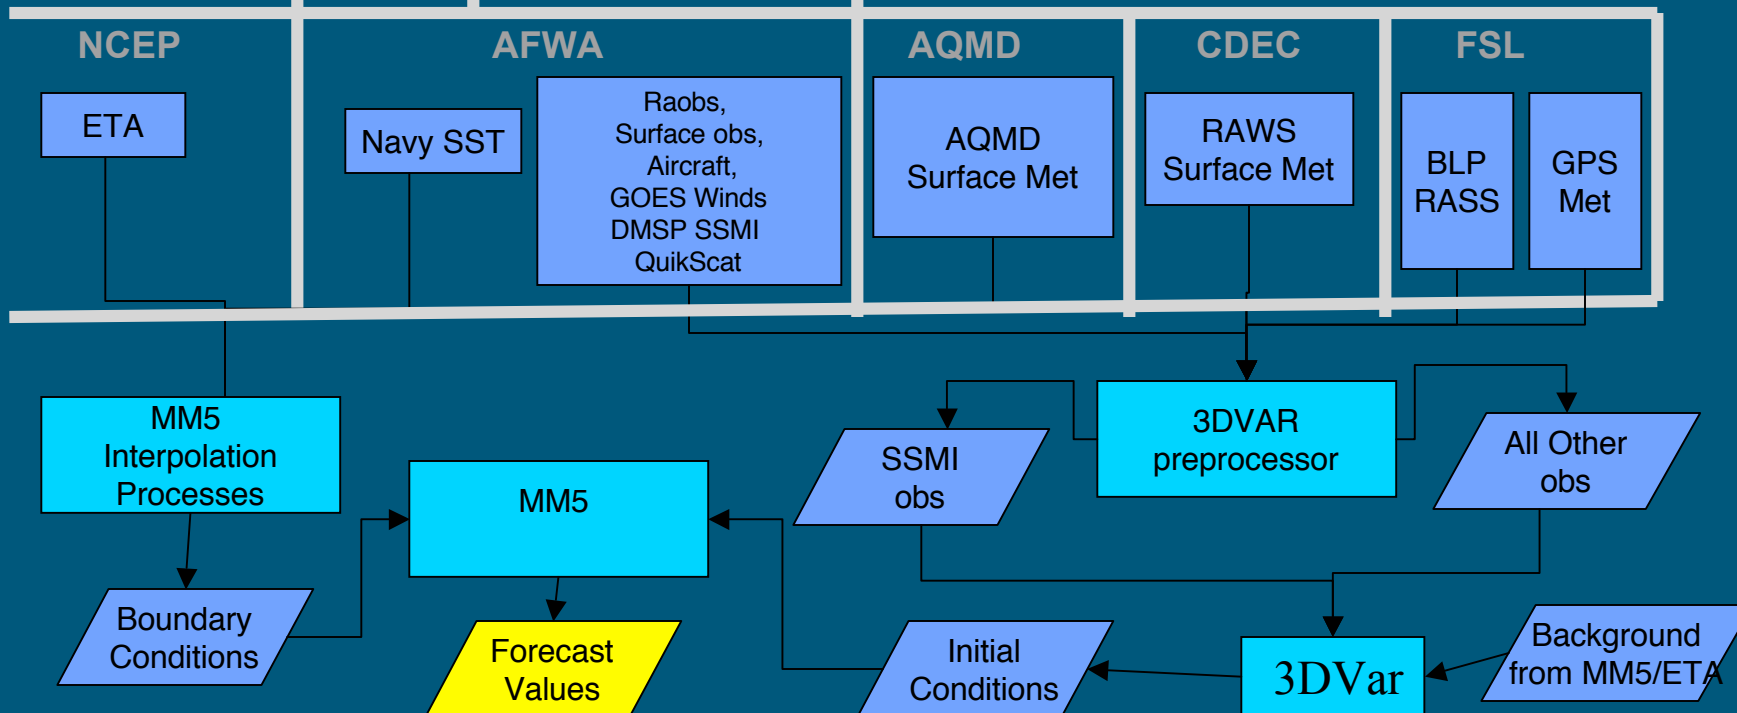 NCEP
AFWA
AQMD
CDEC
FSL
ETA
Navy SST
Raobs,
Surface obs,
Aircraft,
GOES Winds
DMSP SSMI
QuikScat
AQMD
Surface Met
RAWS
Surface Met
BLP
RASS
GPS
Met
MM5
Interpolation
Processes
MM5
SSMI
obs
3DVAR
preprocessor
All Other
obs
Boundary
Conditions
Forecast
Values
Initial
Conditions
3DVar
Background
from MM5/ETA